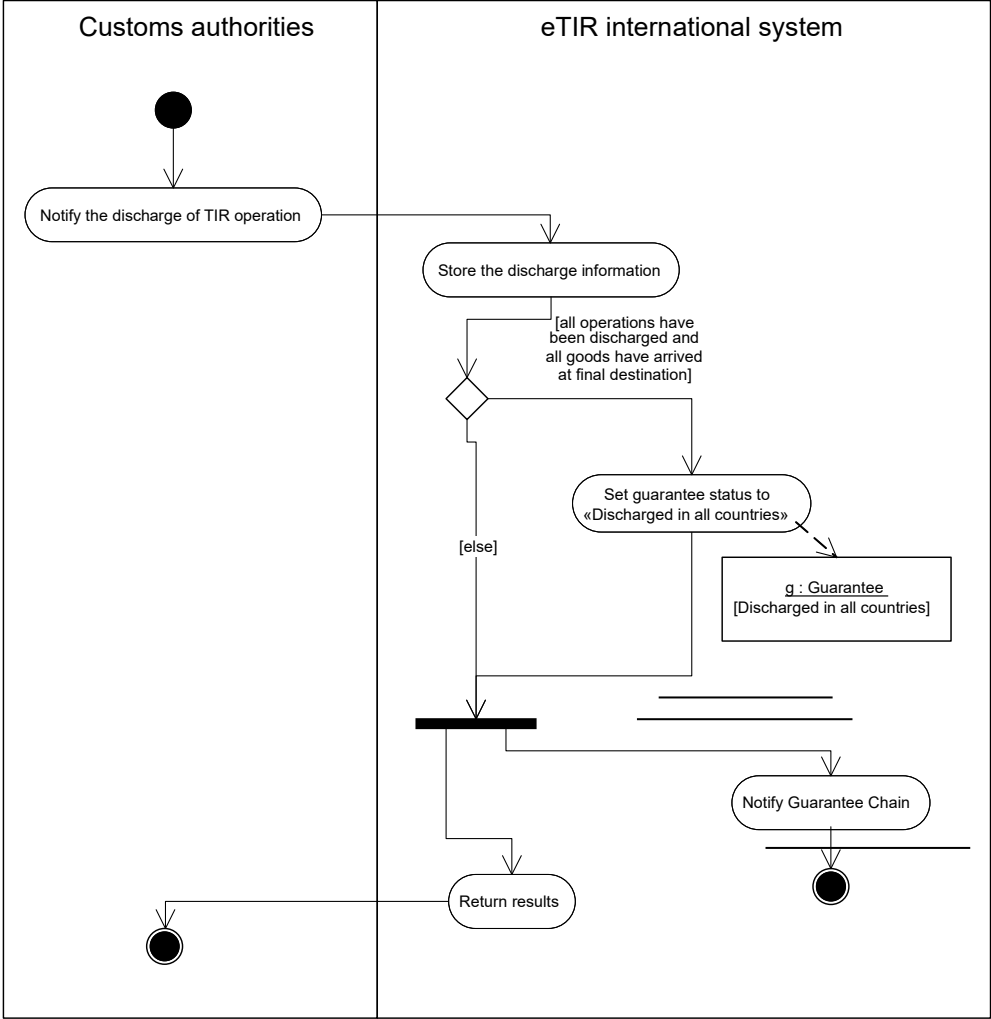 Customs authorities
eTIR international system
Notify the discharge of TIR operation
Store the discharge information
[all operations have
been discharged and
all goods have arrived
at final destination]
Set guarantee status to
«Discharged in all countries»
[else]
g : Guarantee
[Discharged in all countries]
Notify Guarantee Chain
Return results